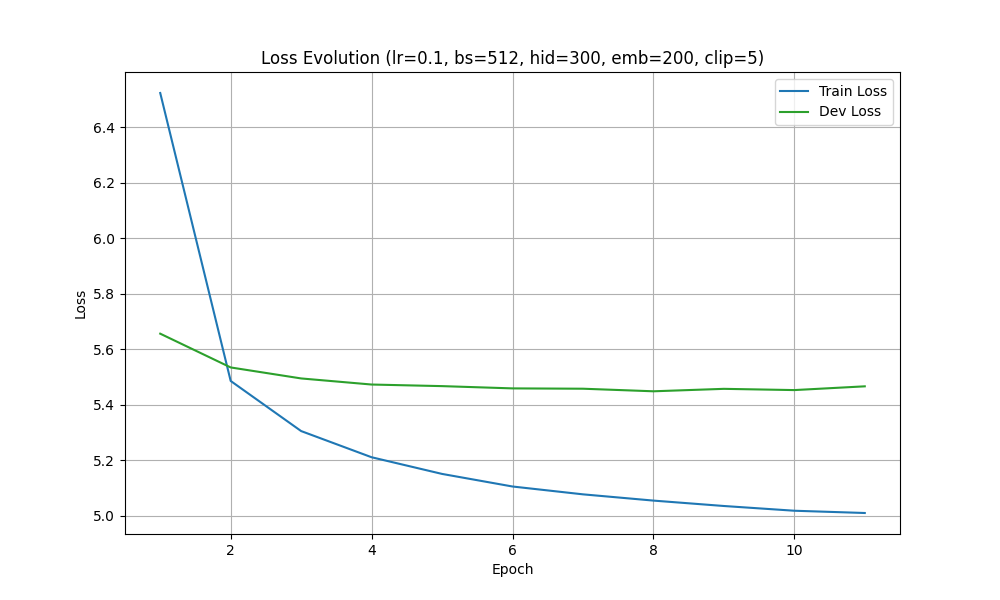 Loss Evolution (lr=0.1, bs=512, hid=300, emb=200, clip=5)
Train Loss
Dev Loss
6.4
6.2
6.0
5.8
5.6
5.4
5.2
5.0
Loss
2 4 6 8 10
Epoch